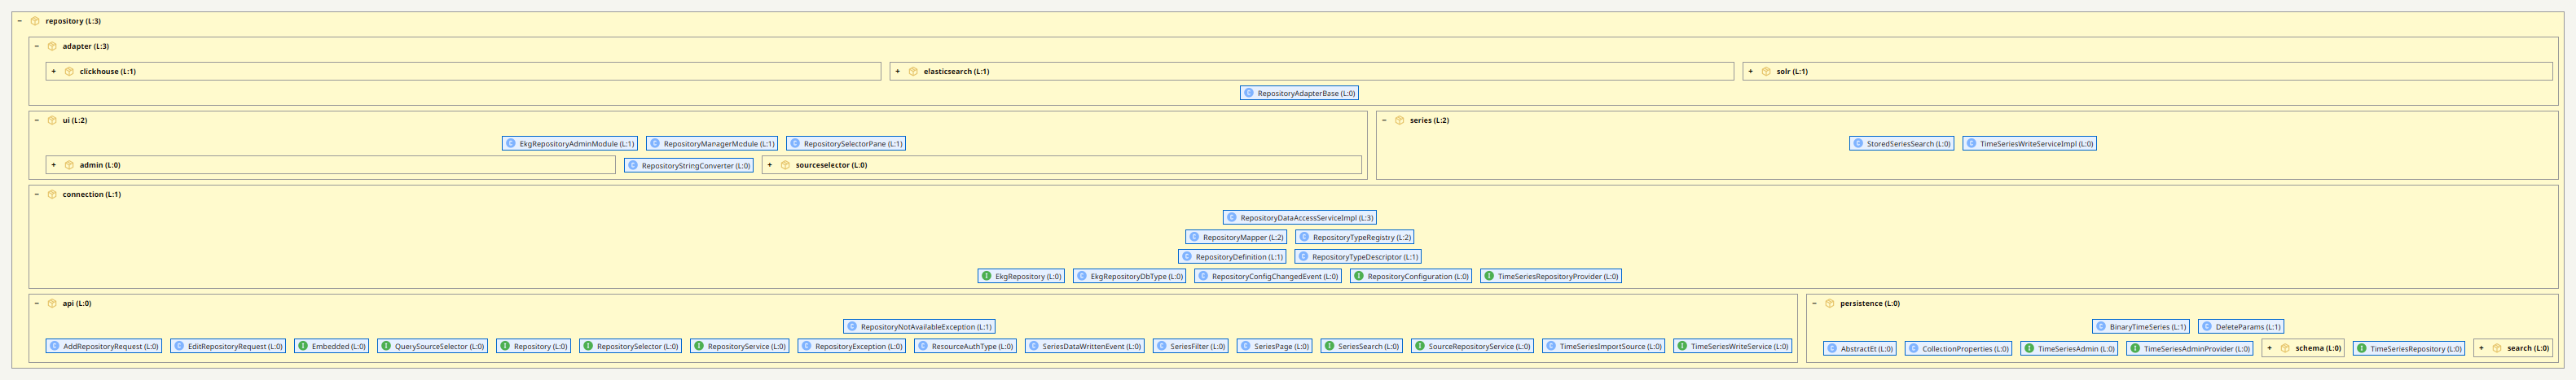 repository (L:3)
adapter (L:3)
clickhouse (L:1) elasticsearch (L:1) solr (L:1)
RepositoryAdapterBase (L:0)
ui (L:2) series (L:2)
EkgRepositoryAdminModule (L:1) RepositoryManagerModule (L:1) RepositorySelectorPane (L:1) StoredSeriesSearch (L:0) TimeSeriesWriteServiceImpl (L:0)
admin (L:0) RepositoryStringConverter (L:0) sourceselector (L:0)
connection (L:1)
RepositoryDataAccessServiceImpl (L:3)
RepositoryMapper (L:2) RepositoryTypeRegistry (L:2)
RepositoryDefinition (L:1) RepositoryTypeDescriptor (L:1)
EkgRepository (L:0) EkgRepositoryDbType (L:0) RepositoryConfigChangedEvent (L:0) RepositoryConfiguration (L:0) TimeSeriesRepositoryProvider (L:0)
api (L:0) persistence (L:0)
RepositoryNotAvailableException (L:1) BinaryTimeSeries (L:1) DeleteParams (L:1)
AddRepositoryRequest (L:0) EditRepositoryRequest (L:0) Embedded (L:0) QuerySourceSelector (L:0) Repository (L:0) RepositorySelector (L:0) RepositoryService (L:0) RepositoryException (L:0) ResourceAuthType (L:0) SeriesDataWrittenEvent (L:0) SeriesFilter (L:0) SeriesPage (L:0) SeriesSearch (L:0) SourceRepositoryService (L:0) TimeSeriesImportSource (L:0) TimeSeriesWriteService (L:0) AbstractEt (L:0) CollectionProperties (L:0) TimeSeriesAdmin (L:0) TimeSeriesAdminProvider (L:0) schema (L:0) TimeSeriesRepository (L:0) search (L:0)